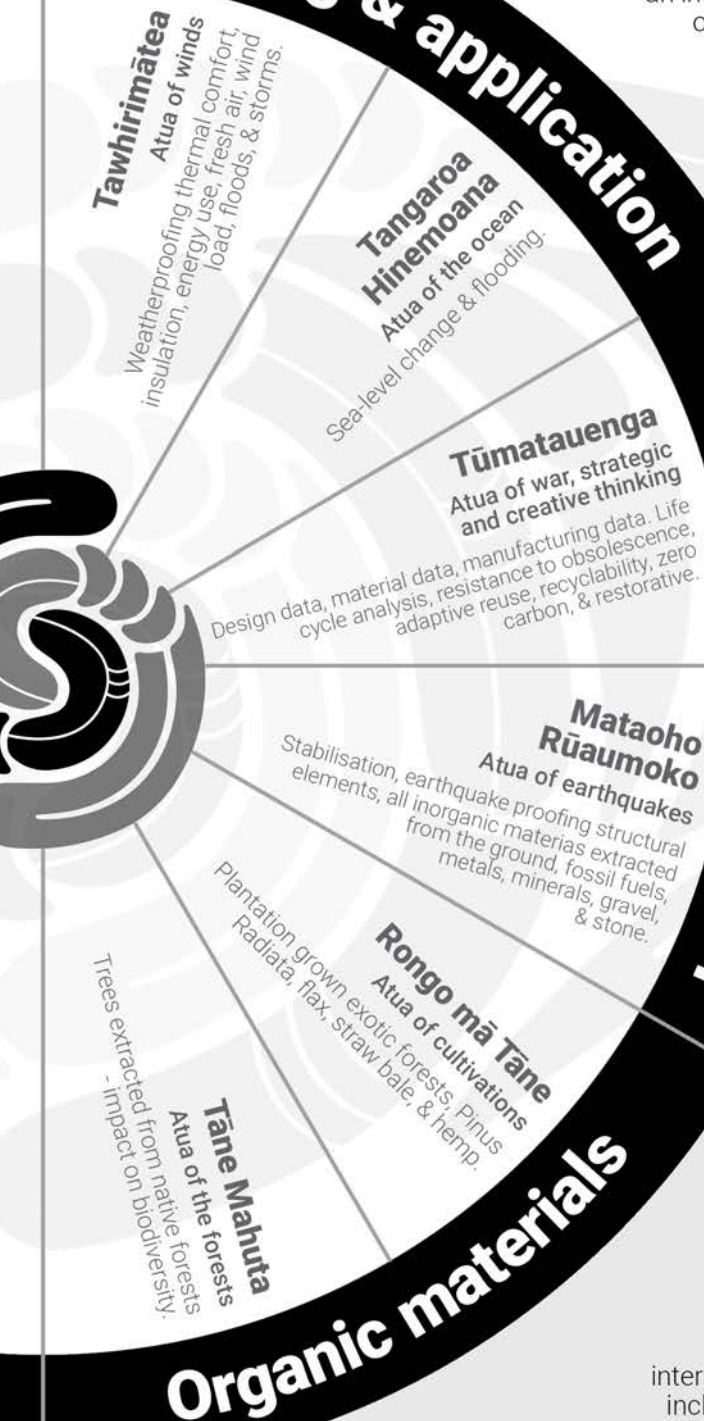 & application
Tawhirimātea
Atua of winds
Weatherproofing thermal comfort,
insulation, energy use, fresh air, wind
load, floods, & storms.
Tangaroa
Hinemoana
Atua of the ocean
Sea-level change & flooding.
Tūmatauenga
Atua of war, strategic
and creative thinking
Design data, material data, manufacturing data. Life
cycle analysis, resistance to obsolescence,
adaptive reuse, recyclability, zero
carbon, & restorative.
Mataoho
Rūaumoko
Atua of earthquakes
Stabilisation, earthquake proofing structural
elements, all inorganic materias extracted
from the ground, fossil fuels,
metals, minerals, gravel,
& stone.
Rongo mā Tāne
Atua of cultivations
Plantation grown exotic forests, Pinus
Radiata, flax, straw bale, & hemp.
Tāne Mahuta
Atua of the forests
Trees extracted from native forests
- impact on biodiversity.
Organic materials